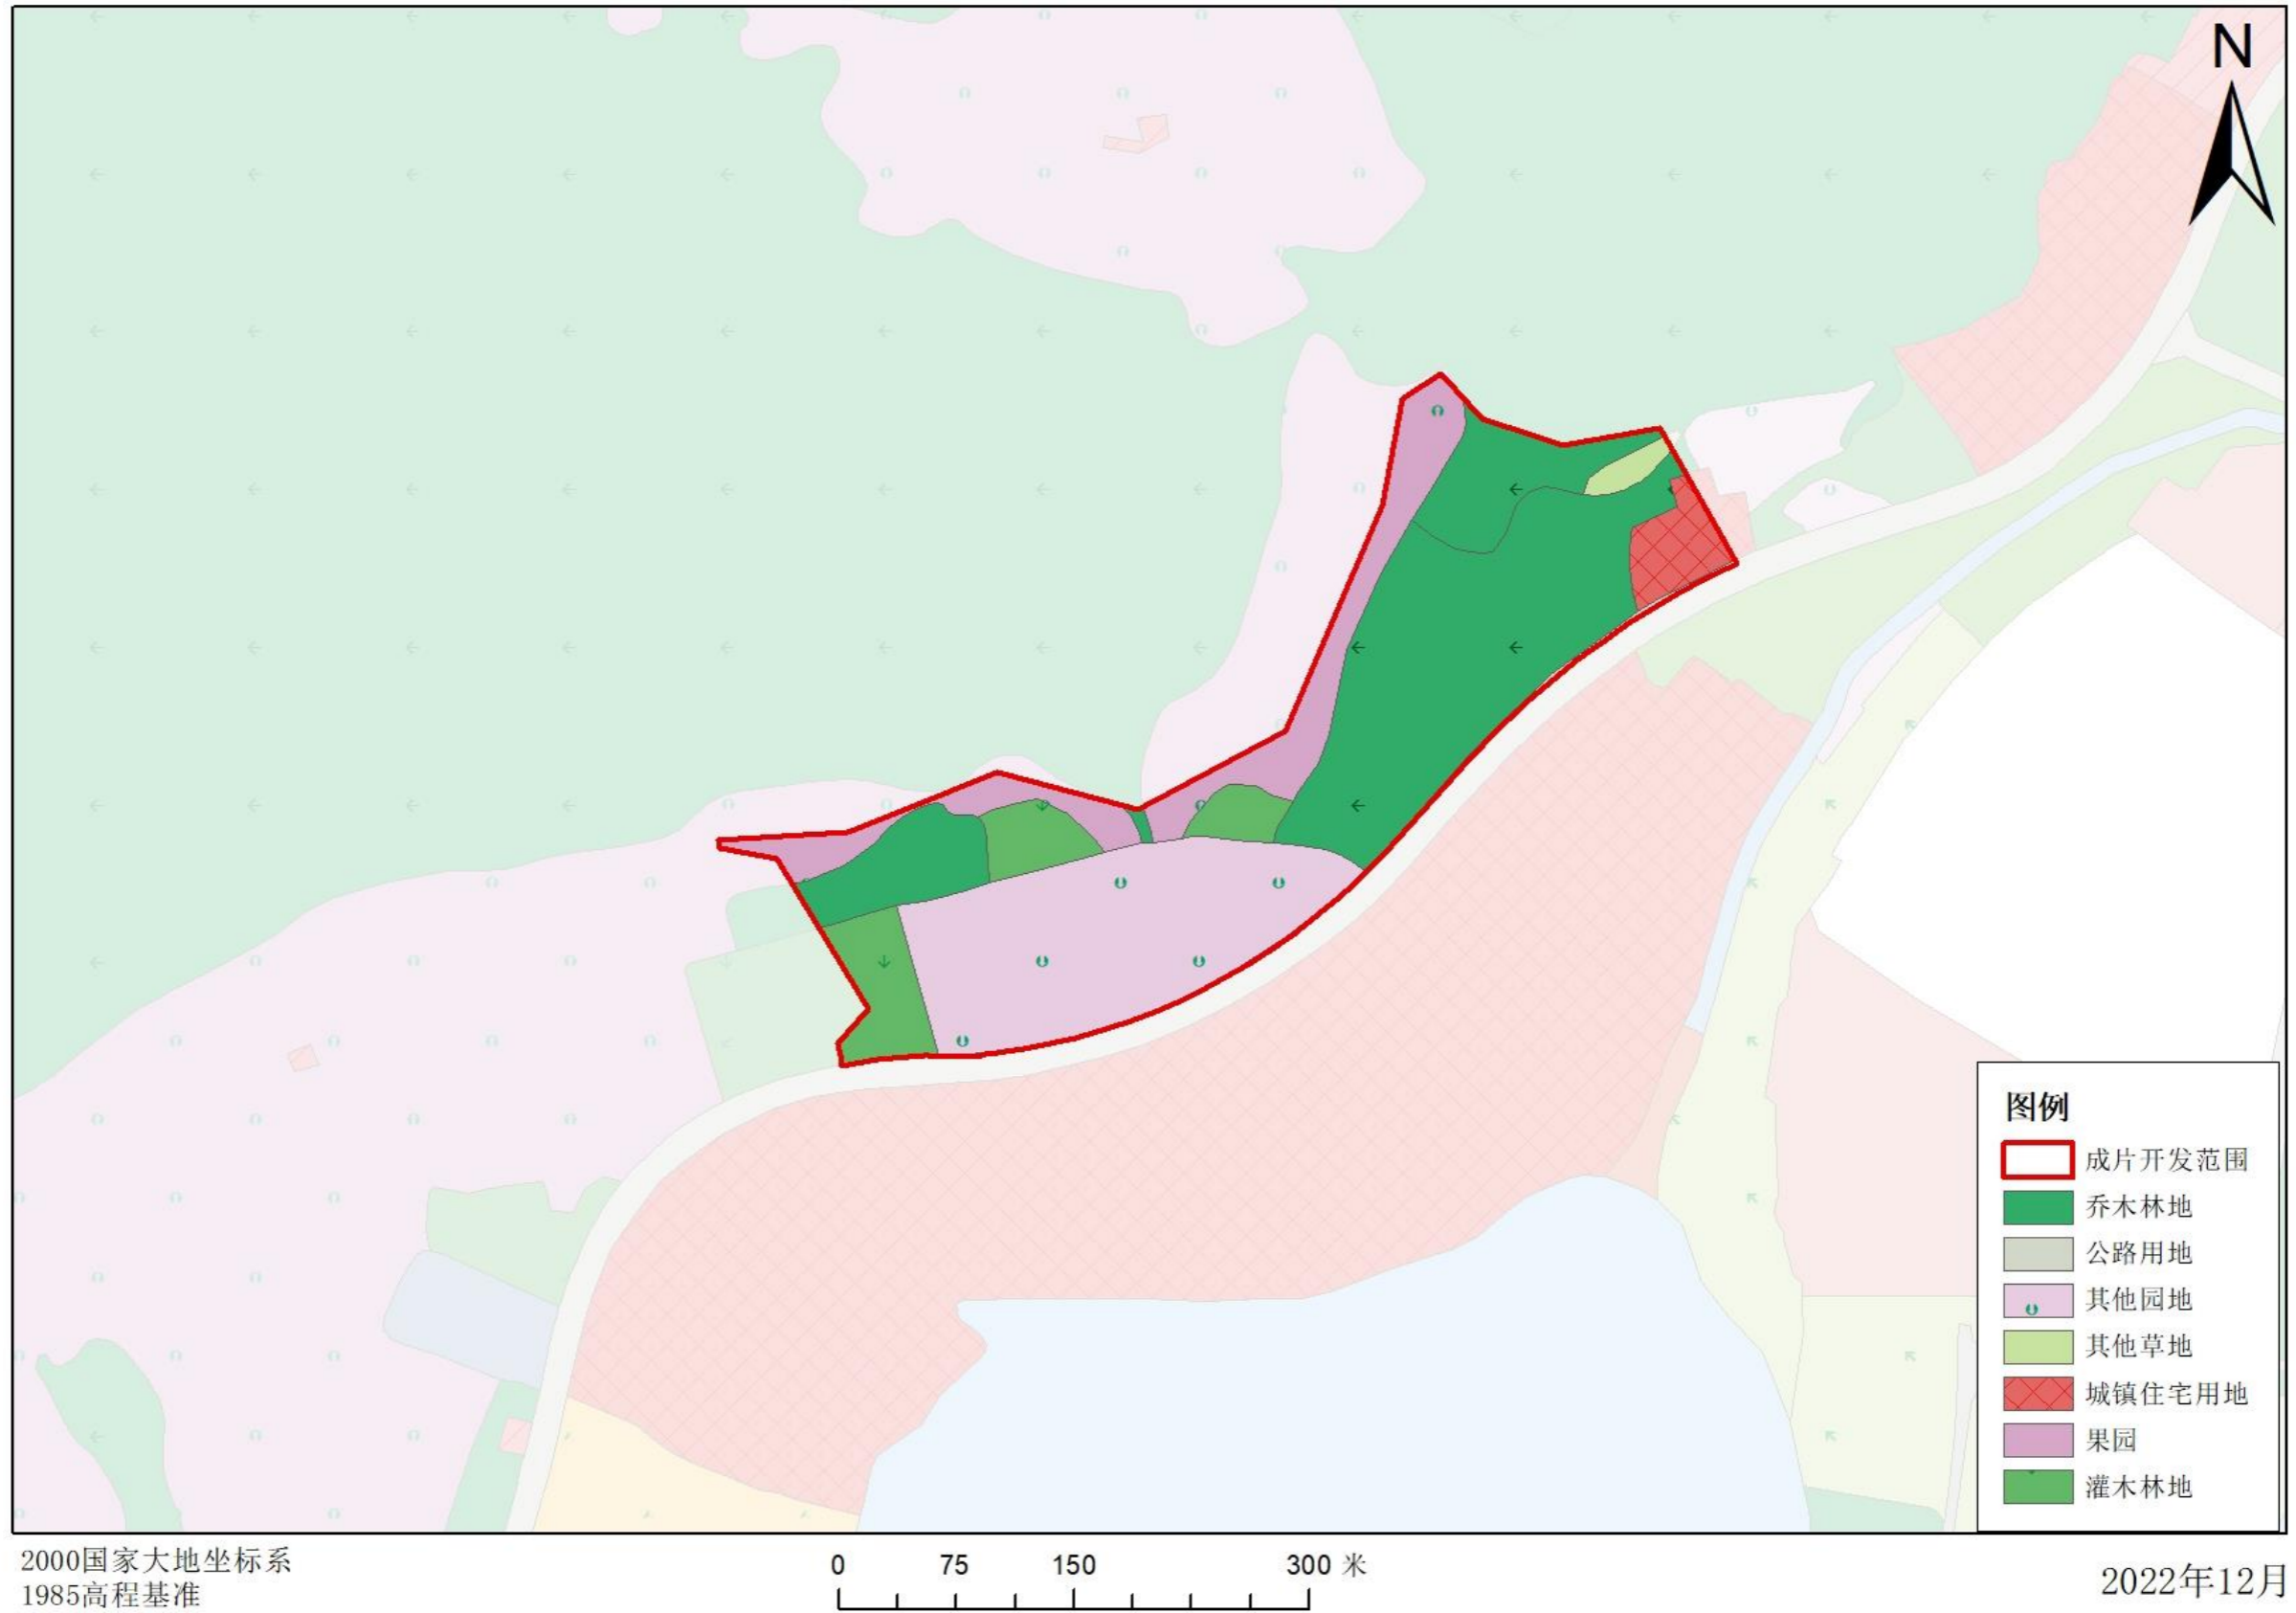 N
图例
成片开发范围
乔木林地
公路用地
其他园地
其他草地
城镇住宅用地
果园
灌木林地
2000国家大地坐标系
1985高程基准
0 75 150 300 米
2022年12月